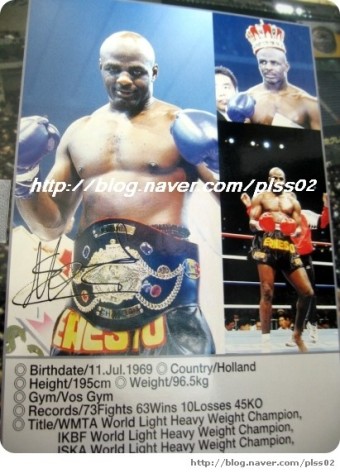 http://blog.naver.com/plss02
ERNESTO
◎ Birthdate/11.Jul.1969 ◎ Country/Holland
◎ Height/195cm ◎ Weight/96.5kg
◎ Gym/Vos Gym
◎ Records/73Fights 63Wins 10Losses 45KO
◎ Title/WMTA World Light Heavy Weight Champion,
IKBF World Light Heavy Weight Champion,
ISKA World Light Heavy Weight Champion,
http://blog.naver.com/plss02